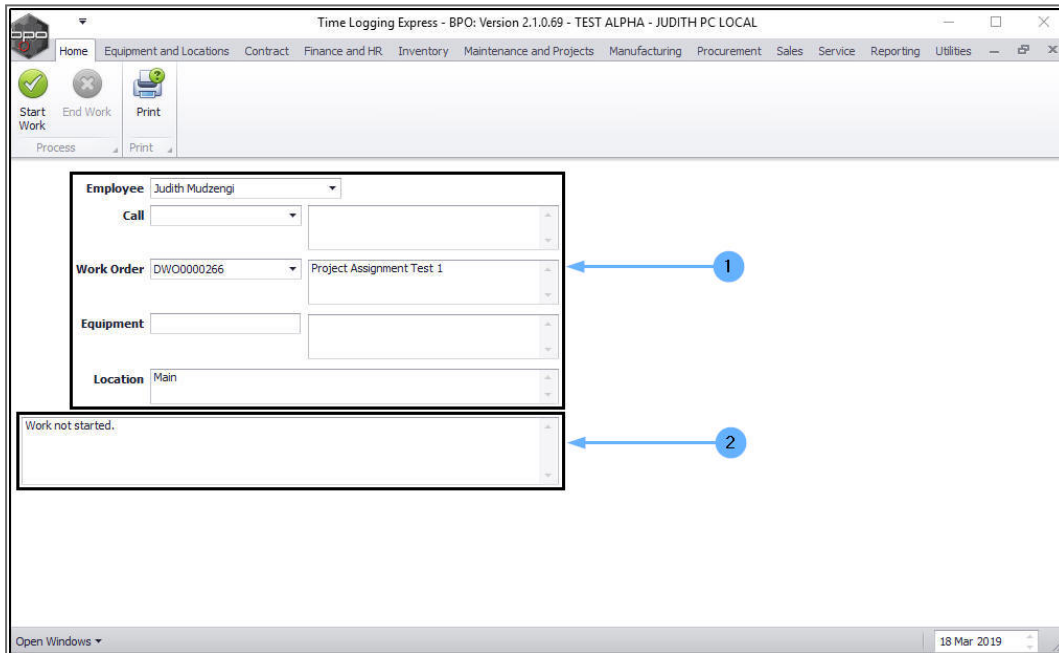 bpo
Time Logging Express - BPO: Version 2.1.0.69 - TEST ALPHA - JUDITH PC LOCAL
Home Equipment and Locations Contract Finance and HR Inventory Maintenance and Projects Manufacturing Procurement Sales Service Reporting Utilities
Start Work End Work Print
Process Print
Employee Judith Mudzengi
Call
Work Order DWO0000266 Project Assignment Test 1
1
Equipment
Location Main
Work not started.
2
Open Windows 18 Mar 2019